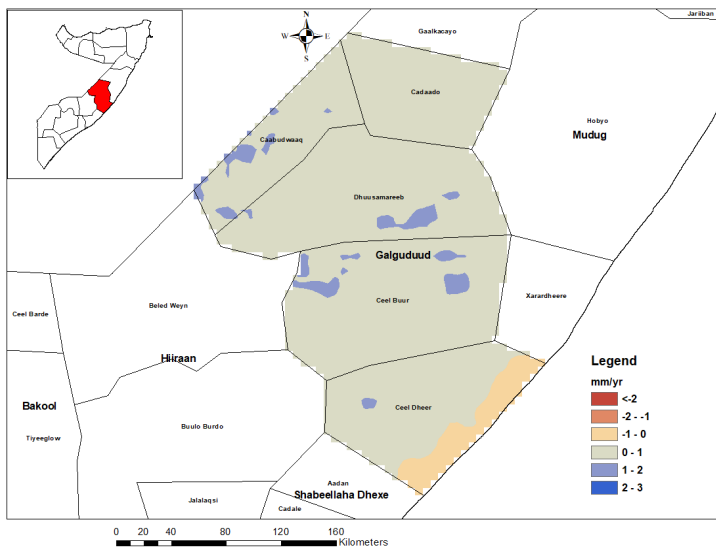 Jariiban
Gaalkacayo
N
W E
S
Cadaado
Hobyo
Mudug
Caabudwaaq
Dhuusamareeb
Galguduud
Xarardheere
Ceel Buur
Beled Weyn
Ceel Barde
Hiiraan
Bakool
Tiyeeglow
Buulo Burdo
Ceel Dheer
Aadan
Shabeellaha Dhexe
Jalalaqsi
Cadale
Legend
mm/yr
<-2
-2 - -1
-1 - 0
0 - 1
1 - 2
2 - 3
0 20 40 80 120 160
Kilometers